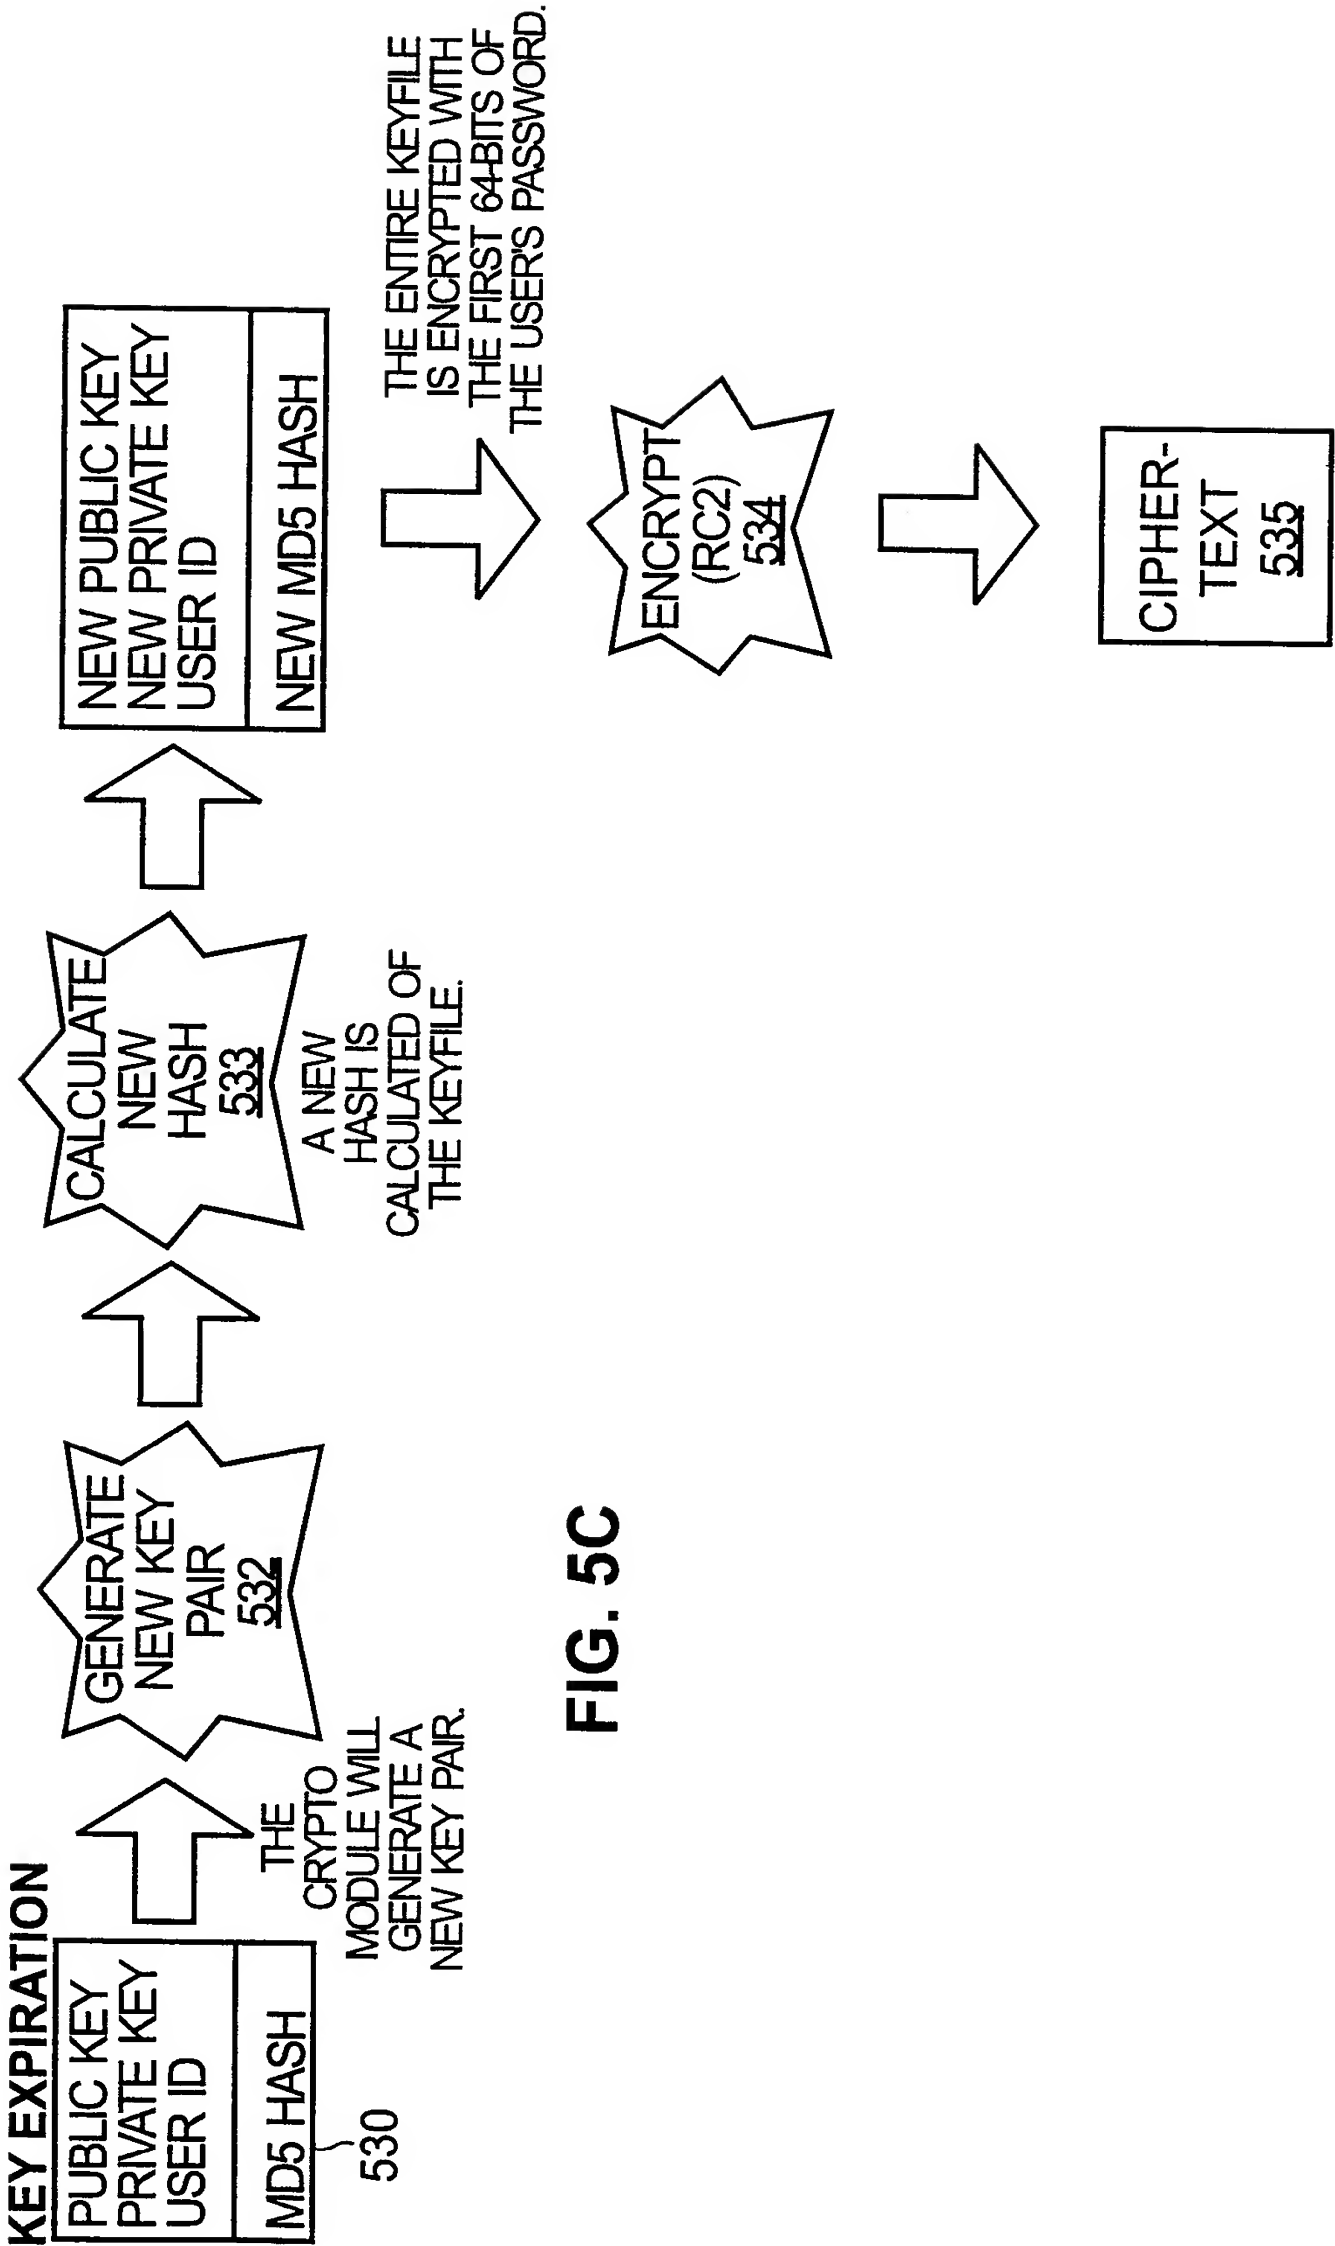 KEY EXPIRATION
PUBLIC KEY
PRIVATE KEY
USER ID
MD5 HASH
530
THE
CRYPTO
MODULE WILL
GENERATE A
NEW KEY PAIR.
GENERATE
NEW KEY
PAIR
532
CALCULATE
NEW
HASH
533
A NEW
HASH IS
CALCULATED OF
THE KEYFILE.
NEW PUBLIC KEY
NEW PRIVATE KEY
USER ID
NEW MD5 HASH
THE ENTIRE KEYFILE
IS ENCRYPTED WITH
THE FIRST 64-BITS OF
THE USER'S PASSWORD.
ENCRYPT
(RC2)
534
CIPHER-
TEXT
535
FIG. 5C